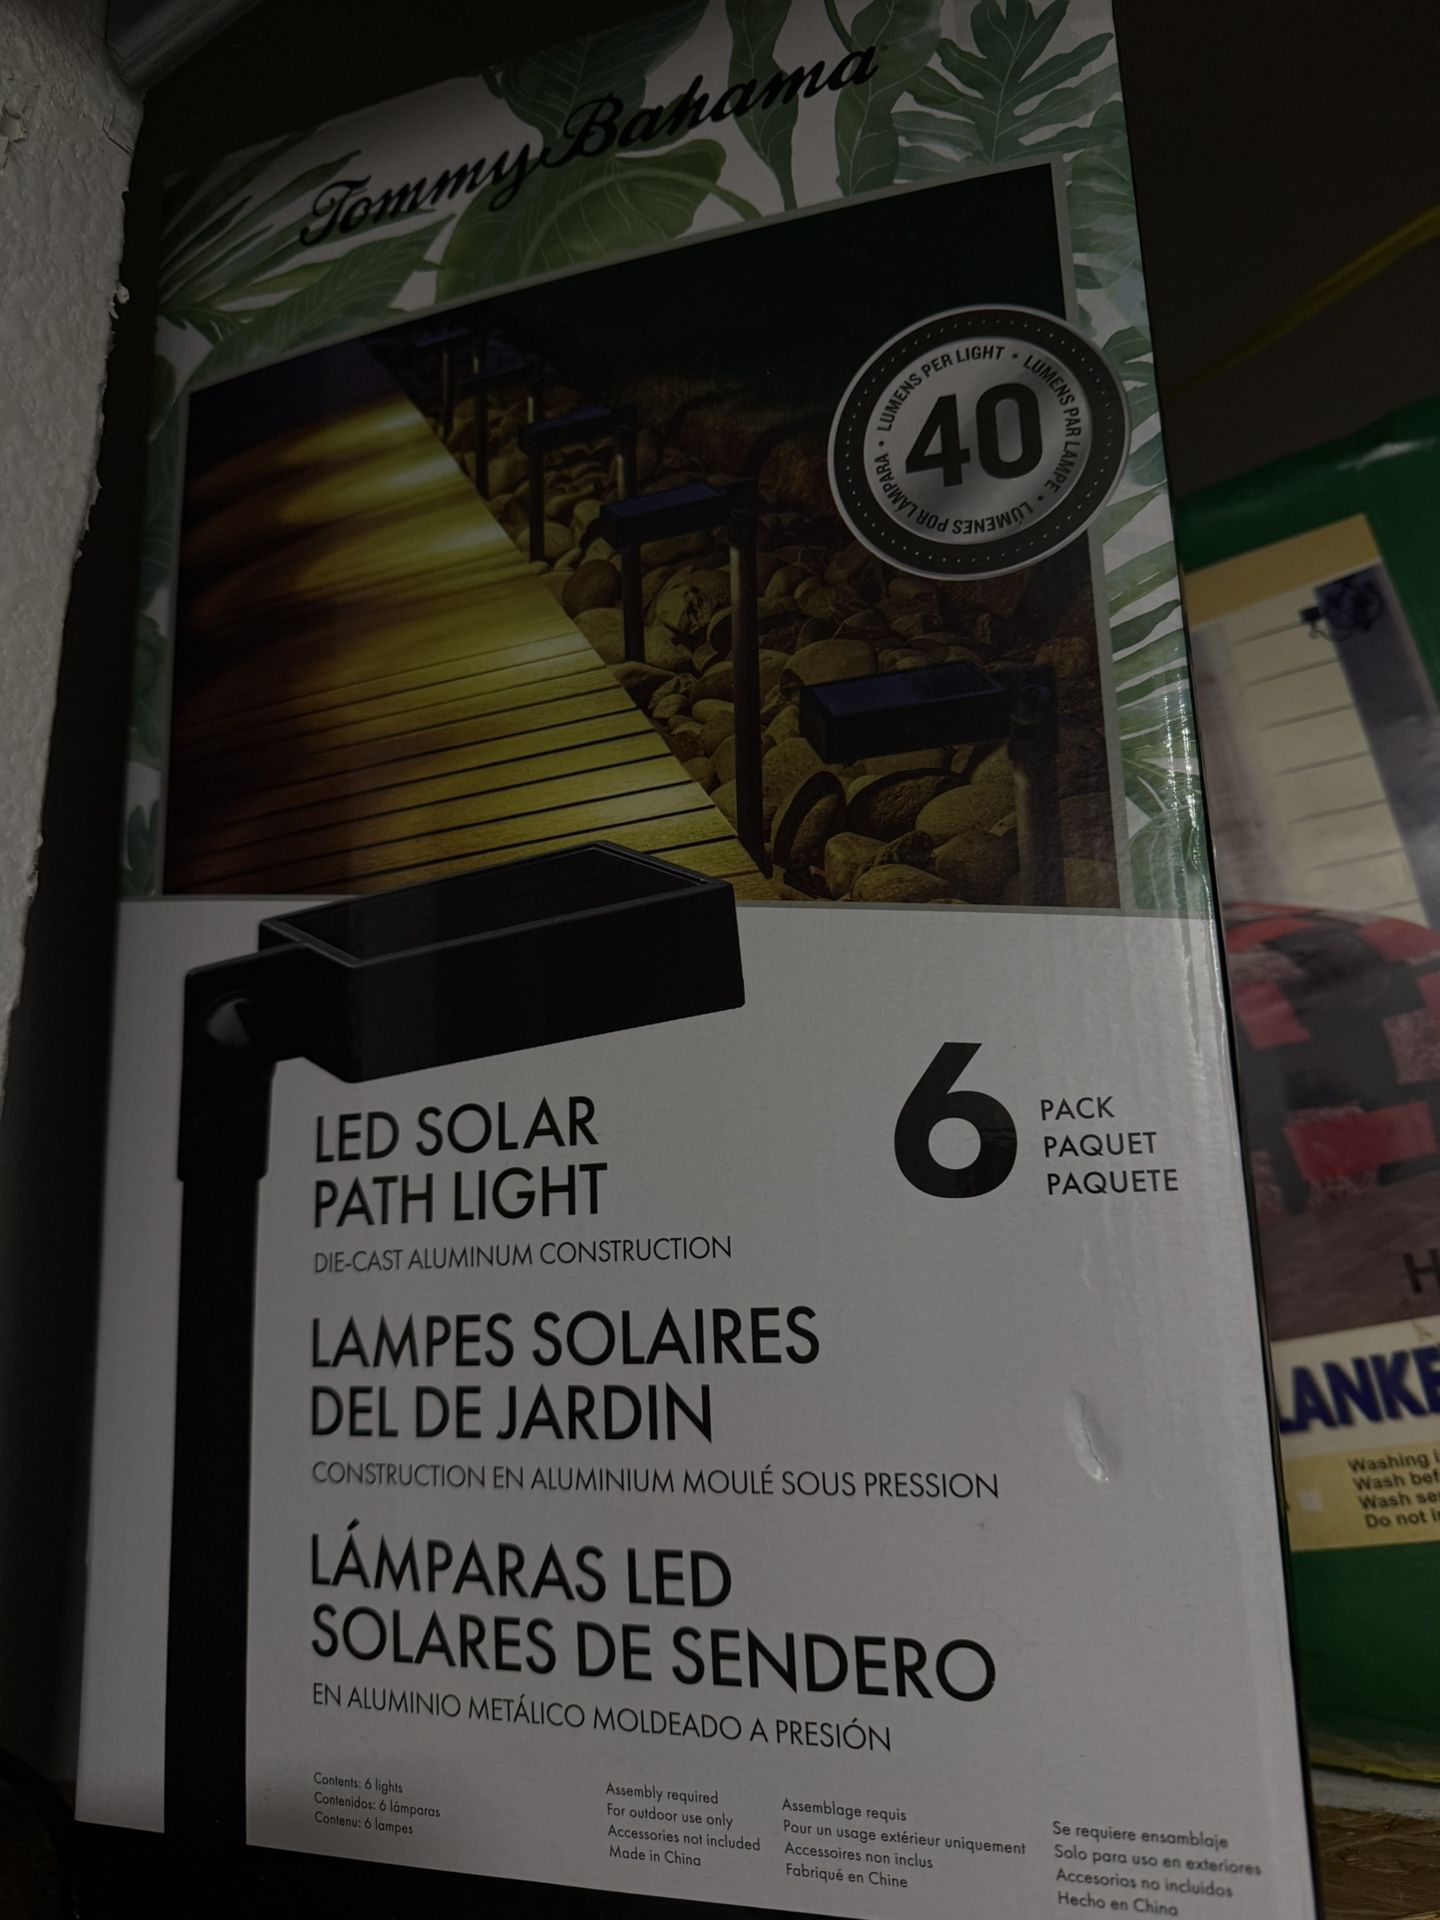 Tommy Bahama
LUMENS PER LIGHT • LUMENS PAR LAMPE • LÚMENES POR LÁMPARA •
40
LED SOLAR
PATH LIGHT
DIE-CAST ALUMINUM CONSTRUCTION
6
PACK
PAQUET
PAQUETE
LAMPES SOLAIRES
DEL DE JARDIN
CONSTRUCTION EN ALUMINIUM MOULÉ SOUS PRESSION
LÁMPARAS LED
SOLARES DE SENDERO
EN ALUMINIO METÁLICO MOLDEADO A PRESIÓN
Contents: 6 lights
Contenidos: 6 lámparas
Contenu: 6 lampes
Assembly required
For outdoor use only
Accessories not included
Made in China
Assemblage requis
Pour un usage extérieur uniquement
Accessoires non inclus
Fabriqué en Chine
Se requiere ensamblaje
Solo para uso en exteriores
Accesorios no incluidos
Hecho en China
H
LANKE
Washing
Wash bef
Wash se
Do not